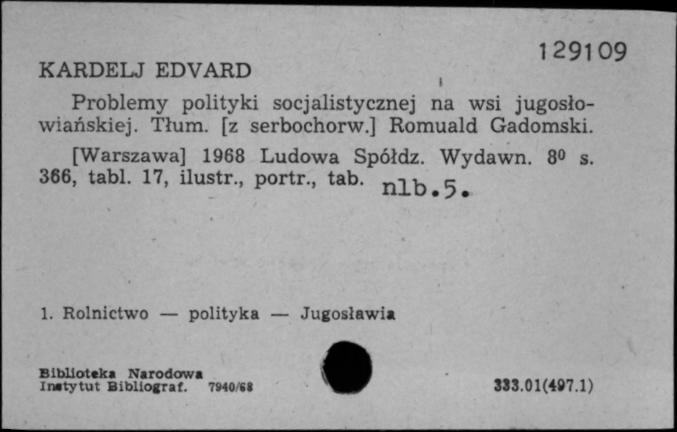 129109
KARDELJ EDVARD
Problemy polityki socjalistycznej na wsi jugosło-
wiańskiej. Tłum. [z serbochorw.] Romuald Gadomski.
[Warszawa] 1968 Ludowa Spółdz. Wydawn. 8⁰ s.
366, tabl. 17, ilustr., portr., tab. nlb.5.
1. Rolnictwo — polityka — Jugosławia
Biblioteka Narodowa
Instytut Bibliograf. 7940/68
333.01(497.1)